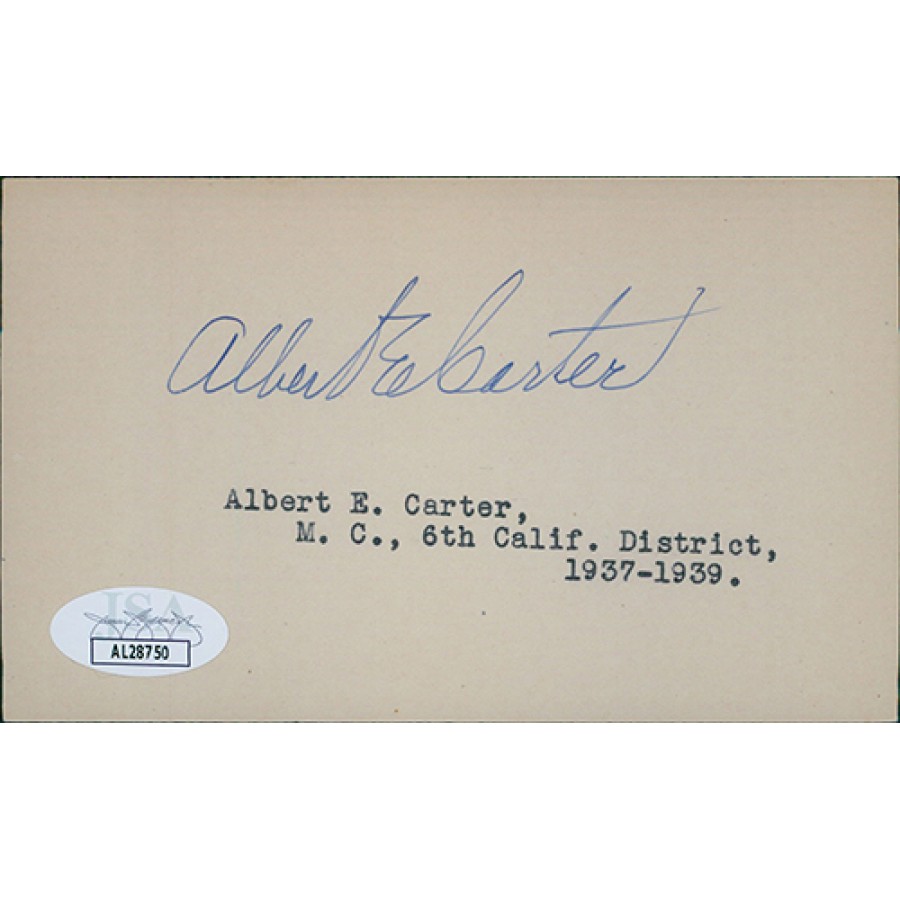 Albert E Carter
Albert E. Carter,
M. C., 6th Calif. District,
1937-1939.
JSA
AL28750